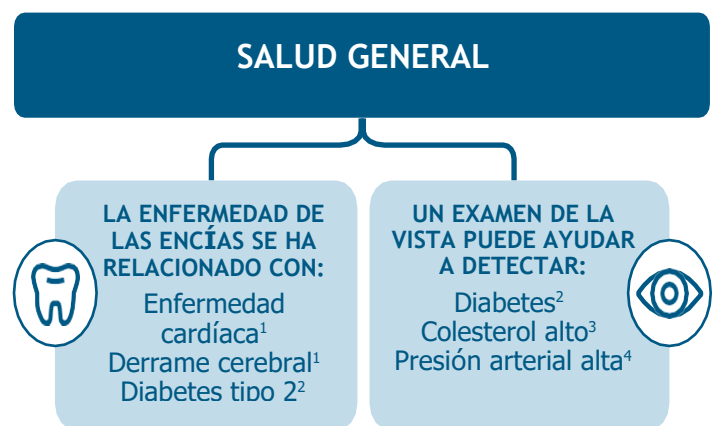 SALUD GENERAL
LA ENFERMEDAD DE
LAS ENCÍAS SE HA
RELACIONADO CON:
Enfermedad
cardíaca¹
Derrame cerebral¹
Diabetes tipo 2²
UN EXAMEN DE LA
VISTA PUEDE AYUDAR
A DETECTAR:
Diabetes²
Colesterol alto³
Presión arterial alta⁴